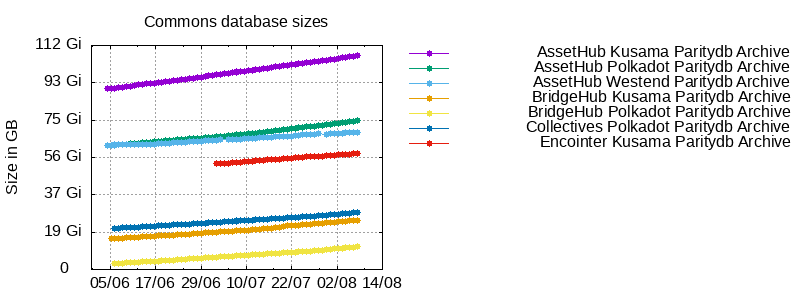 Commons database sizes
Size in GB
112 Gi
93 Gi
75 Gi
56 Gi
37 Gi
19 Gi
0
05/06 17/06 29/06 10/07 22/07 02/08 14/08
AssetHub Kusama Paritydb Archive
AssetHub Polkadot Paritydb Archive
AssetHub Westend Paritydb Archive
BridgeHub Kusama Paritydb Archive
BridgeHub Polkadot Paritydb Archive
Collectives Polkadot Paritydb Archive
Encointer Kusama Paritydb Archive